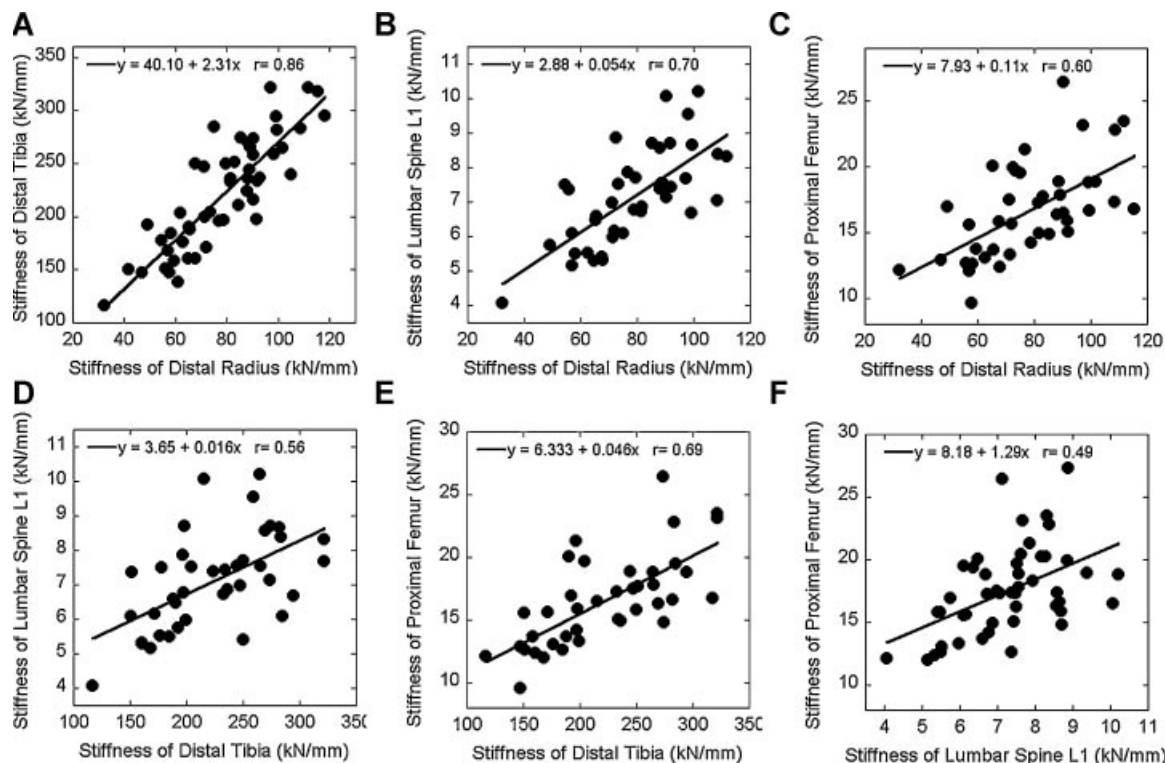 A
y = 40.10 + 2.31x r= 0.86
350
300
250
200
150
100
20 40 60 80 100 120
Stiffness of Distal Tibia (kN/mm)
Stiffness of Distal Radius (kN/mm)
B
y = 2.88 + 0.054x r= 0.70
11
10
9
8
7
6
5
4
20 40 60 80 100 120
Stiffness of Lumbar Spine L1 (kN/mm)
Stiffness of Distal Radius (kN/mm)
C
y = 7.93 + 0.11x r= 0.60
25
20
15
10
20 40 60 80 100 120
Stiffness of Proximal Femur (kN/mm)
Stiffness of Distal Radius (kN/mm)
D
y = 3.65 + 0.016x r= 0.56
11
10
9
8
7
6
5
4
100 150 200 250 300 350
Stiffness of Lumbar Spine L1 (kN/mm)
Stiffness of Distal Tibia (kN/mm)
E
y = 6.333 + 0.046x r= 0.69
30
25
20
15
10
100 150 200 250 300 350
Stiffness of Proximal Femur (kN/mm)
Stiffness of Distal Tibia (kN/mm)
F
y = 8.18 + 1.29x r= 0.49
30
25
20
15
10
4 5 6 7 8 9 10 11
Stiffness of Proximal Femur (kN/mm)
Stiffness of Lumbar Spine L1 (kN/mm)